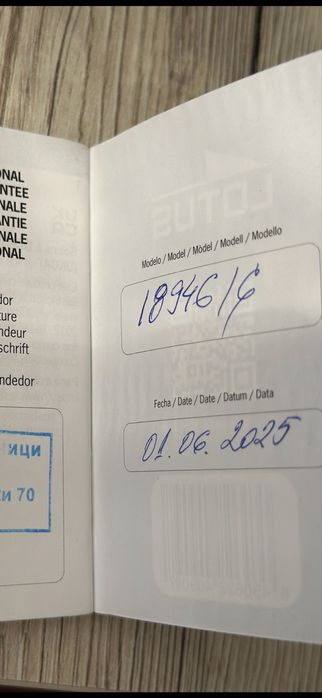 ONAL
NTEE
NALE
ANTIE
NALE
ONAL
dor
ture
ndeur
schrift
ndedor
ИЦИ
и 70
LOTUS
Modelo / Model / Mòdel / Modell / Modello
18946/6
Fecha / Date / Date / Datum / Data
01.06.2025